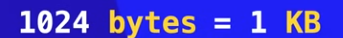 1024 bytes = 1 KB